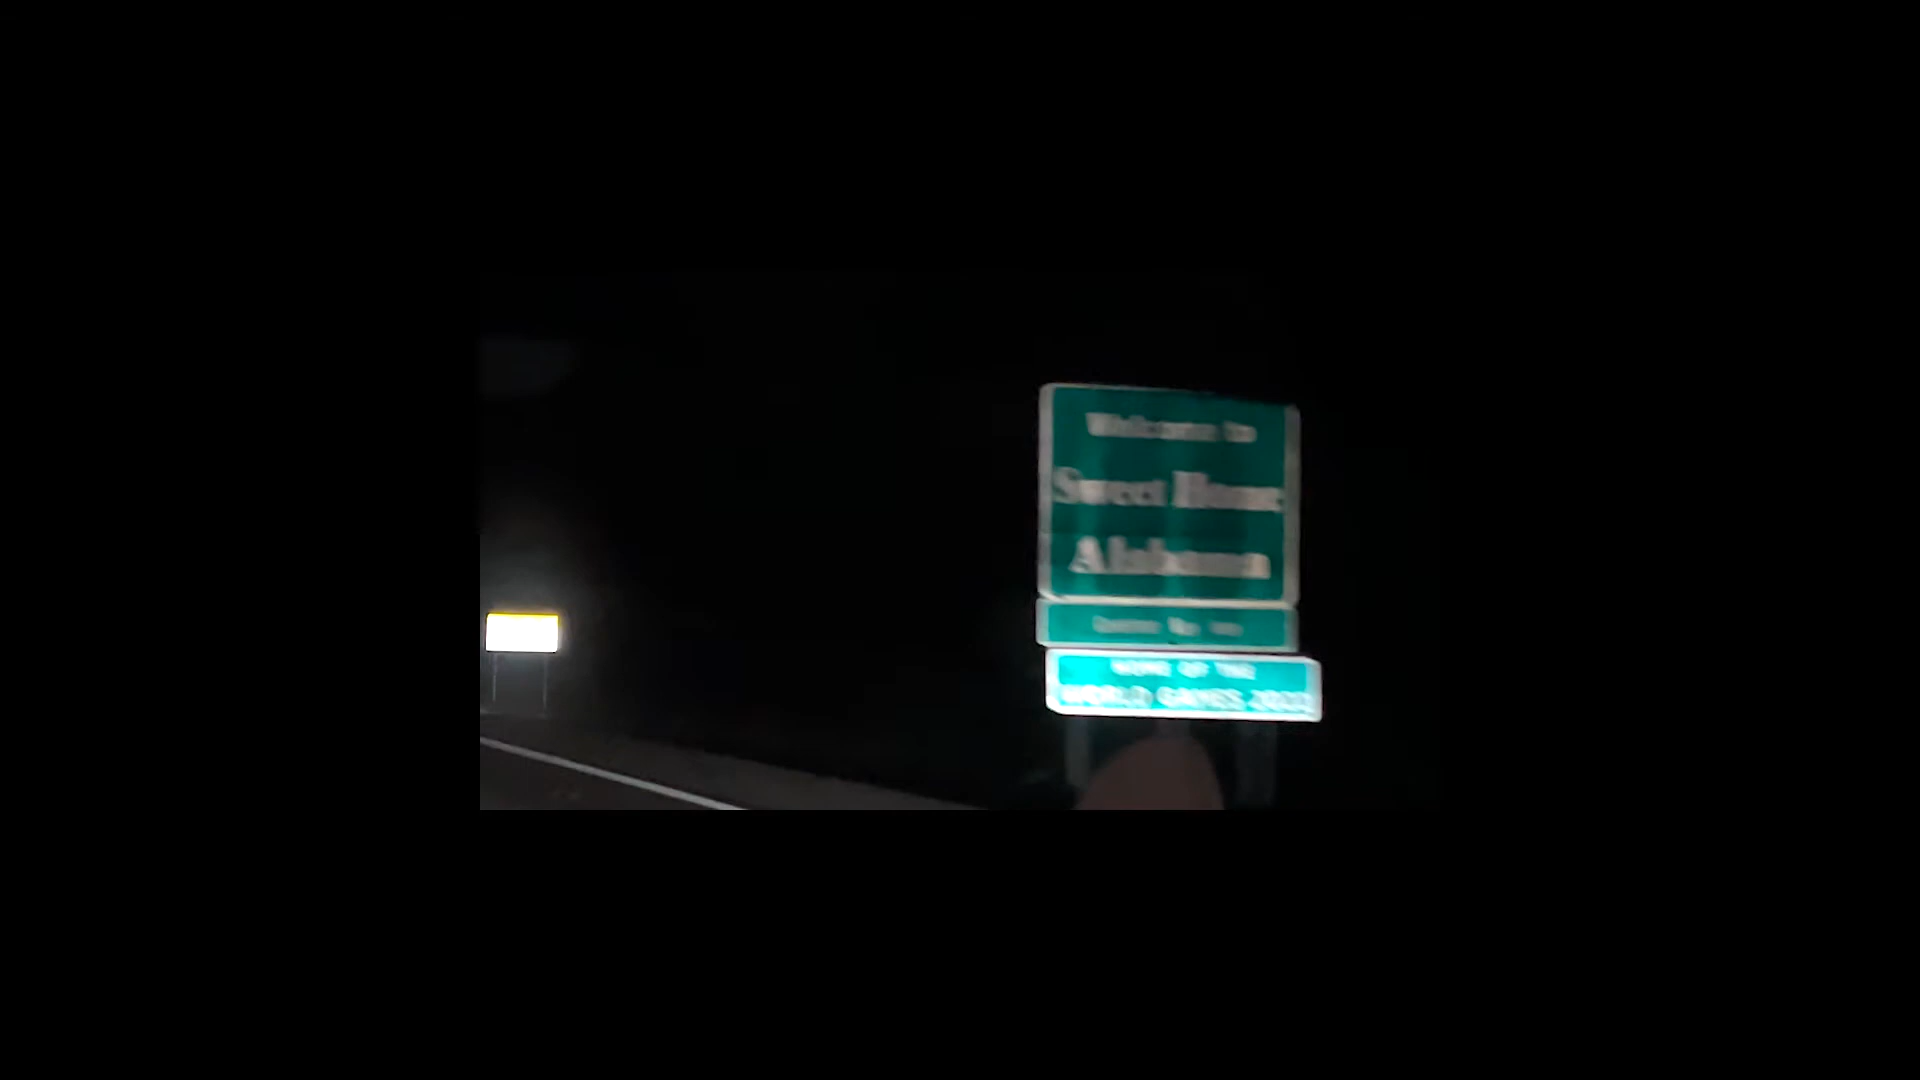 Welcome to
Sweet Home
Alabama
HOME OF THE
WORLD GAMES 2022